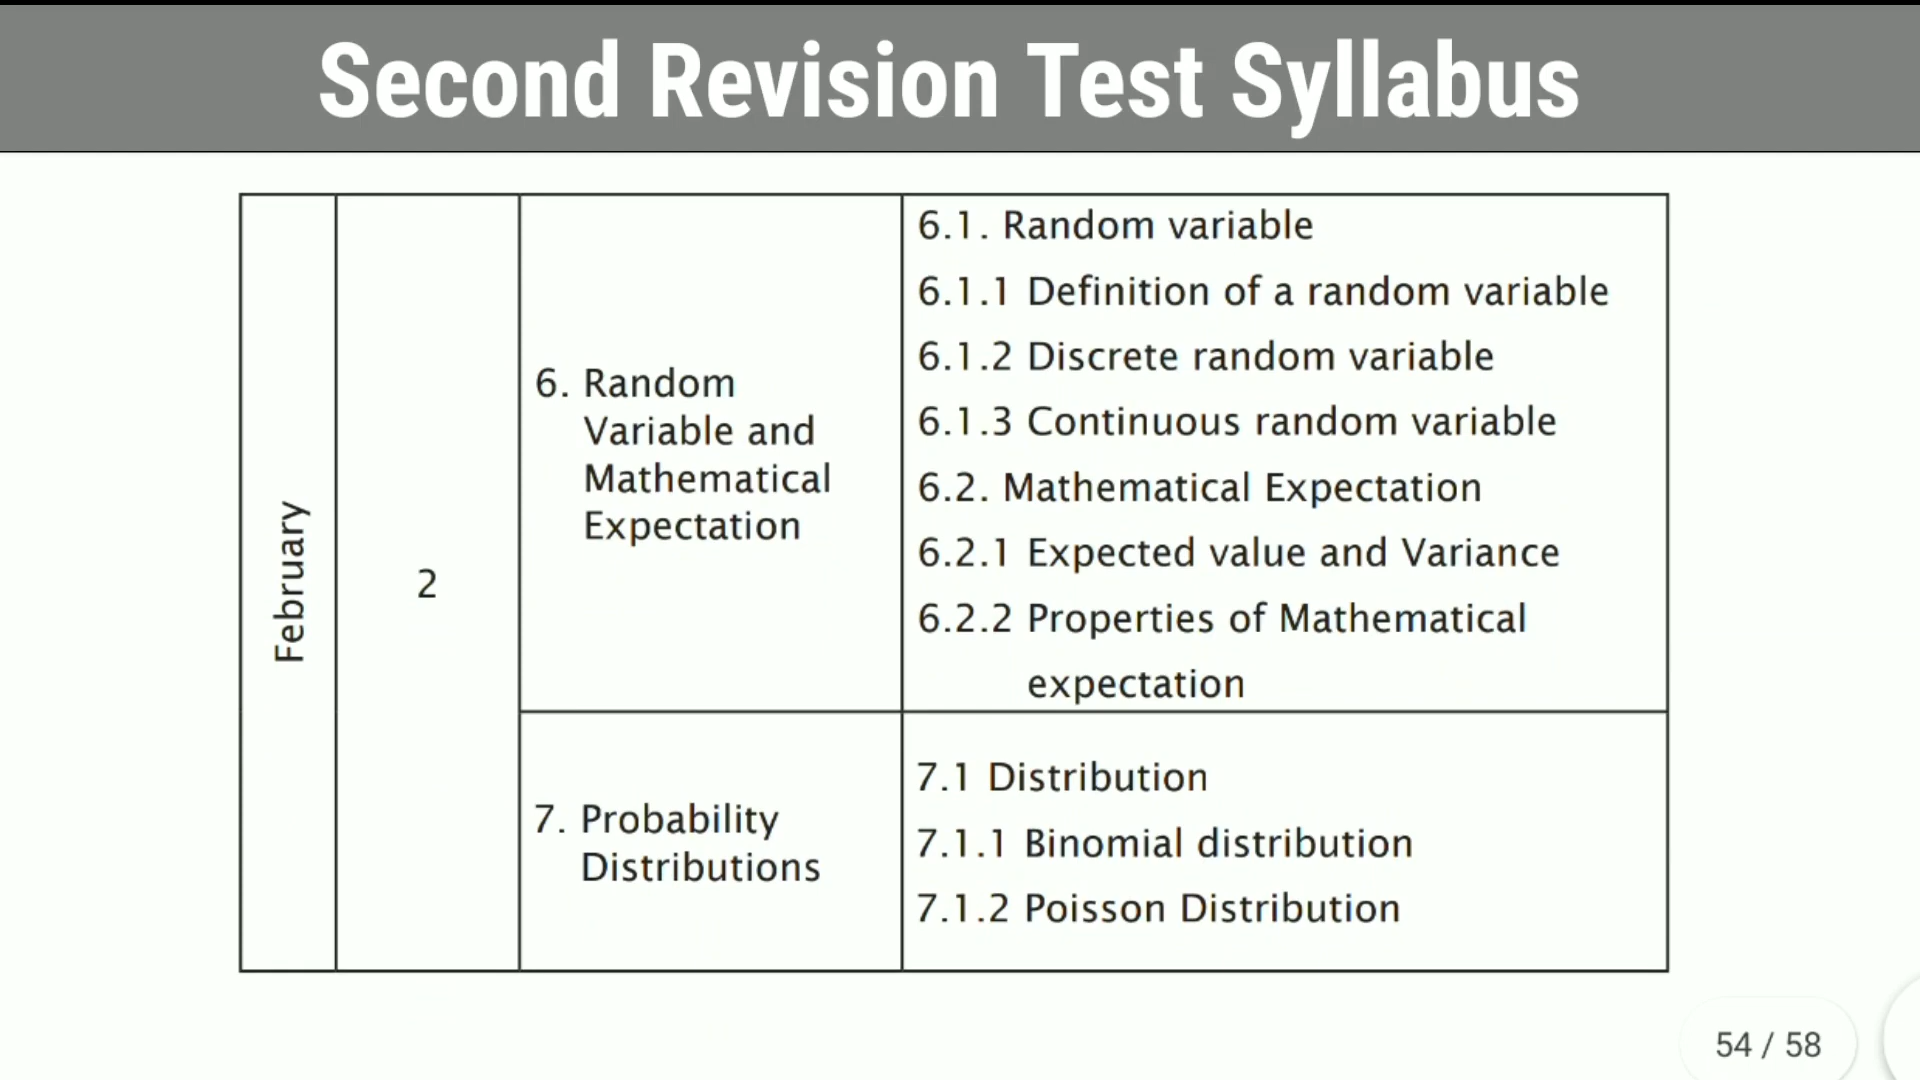 Second Revision Test Syllabus
February
2
6. Random
Variable and
Mathematical
Expectation
6.1. Random variable
6.1.1 Definition of a random variable
6.1.2 Discrete random variable
6.1.3 Continuous random variable
6.2. Mathematical Expectation
6.2.1 Expected value and Variance
6.2.2 Properties of Mathematical
expectation
7. Probability
Distributions
7.1 Distribution
7.1.1 Binomial distribution
7.1.2 Poisson Distribution
54 / 58